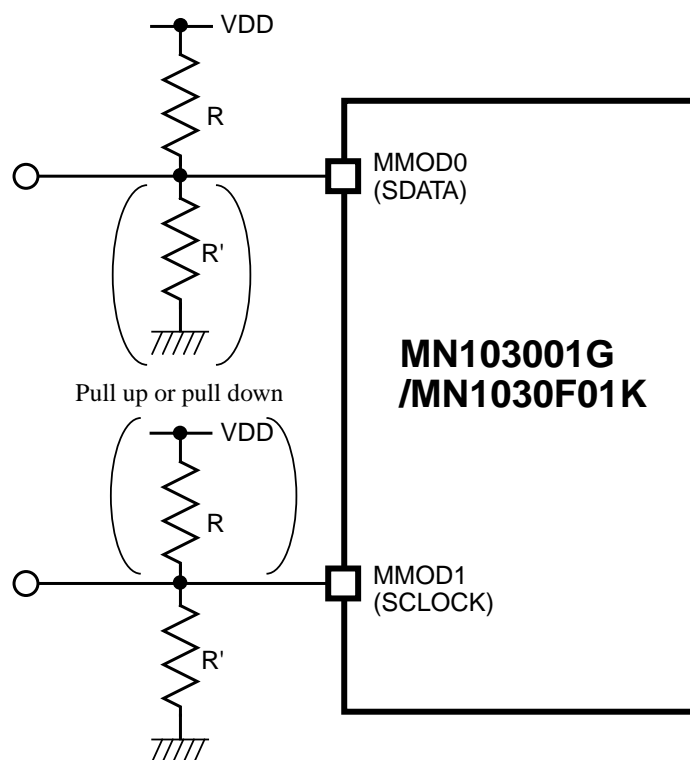 VDD
R
MMOD0
(SDATA)
R'
MN103001G
/MN1030F01K
Pull up or pull down
VDD
R
MMOD1
(SCLOCK)
R'